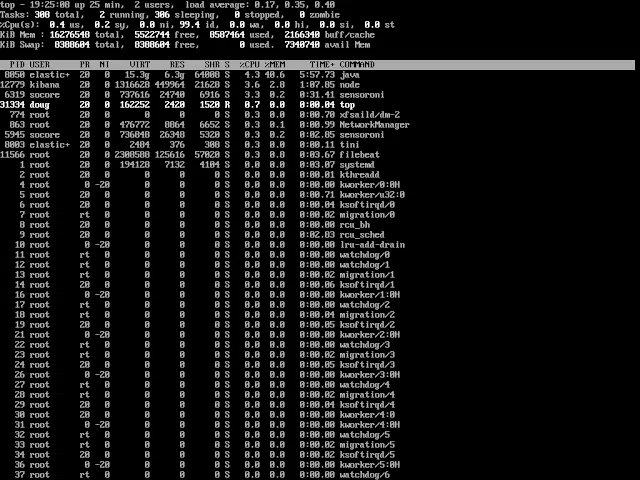 top - 19:25:08 up 25 min,  2 users,  load average: 0.17, 0.35, 0.40
Tasks: 308 total,   2 running, 306 sleeping,   0 stopped,   0 zombie
%Cpu(s):  0.4 us,  0.2 sy,  0.0 ni, 99.4 id,  0.0 wa,  0.0 hi,  0.0 si,  0.0 st
KiB Mem : 16276540 total,  5522744 free,  8587464 used,  2166340 buff/cache
KiB Swap:  8388604 total,  8388604 free,        0 used.  7340740 avail Mem
PID USER      PR  NI    VIRT    RES    SHR S  %CPU %MEM     TIME+ COMMAND
8050 elastic+  20   0   15.3g   6.3g  64008 S   4.3 40.6   5:57.73 java
12779 kibana    20   0 1316628 449964  21628 S   3.6  2.8   1:07.85 node
6319 socore    20   0  737616  24740   6916 S   3.3  0.2   0:31.41 sensoroni
31334 doug      20   0  162252   2420   1520 R   0.7  0.0   0:00.04 top
774 root      20   0       0      0      0 S   0.3  0.0   0:00.70 xfsaild/dm-2
863 root      20   0  476772   8864   6652 S   0.3  0.1   0:00.99 NetworkManager
5945 socore    20   0  736848  26348   5320 S   0.3  0.2   0:02.85 sensoroni
8003 elastic+  20   0    2484    376    308 S   0.3  0.0   0:00.11 tini
11566 root      20   0 2308588 125616  57020 S   0.3  0.8   0:03.67 filebeat
1 root      20   0  194128   7132   4104 S   0.0  0.0   0:03.07 systemd
2 root      20   0       0      0      0 S   0.0  0.0   0:00.01 kthreadd
4 root       0 -20       0      0      0 S   0.0  0.0   0:00.00 kworker/0:0H
5 root      20   0       0      0      0 S   0.0  0.0   0:00.71 kworker/u32:0
6 root      20   0       0      0      0 S   0.0  0.0   0:00.04 ksoftirqd/0
7 root      rt   0       0      0      0 S   0.0  0.0   0:00.02 migration/0
8 root      20   0       0      0      0 S   0.0  0.0   0:00.00 rcu_bh
9 root      20   0       0      0      0 S   0.0  0.0   0:02.83 rcu_sched
10 root       0 -20       0      0      0 S   0.0  0.0   0:00.00 lru-add-drain
11 root      rt   0       0      0      0 S   0.0  0.0   0:00.00 watchdog/0
12 root      rt   0       0      0      0 S   0.0  0.0   0:00.00 watchdog/1
13 root      rt   0       0      0      0 S   0.0  0.0   0:00.02 migration/1
14 root      20   0       0      0      0 S   0.0  0.0   0:00.06 ksoftirqd/1
16 root       0 -20       0      0      0 S   0.0  0.0   0:00.00 kworker/1:0H
17 root      rt   0       0      0      0 S   0.0  0.0   0:00.00 watchdog/2
18 root      rt   0       0      0      0 S   0.0  0.0   0:00.04 migration/2
19 root      20   0       0      0      0 S   0.0  0.0   0:00.05 ksoftirqd/2
21 root       0 -20       0      0      0 S   0.0  0.0   0:00.00 kworker/2:0H
22 root      rt   0       0      0      0 S   0.0  0.0   0:00.00 watchdog/3
23 root      rt   0       0      0      0 S   0.0  0.0   0:00.02 migration/3
24 root      20   0       0      0      0 S   0.0  0.0   0:00.05 ksoftirqd/3
26 root       0 -20       0      0      0 S   0.0  0.0   0:00.00 kworker/3:0H
27 root      rt   0       0      0      0 S   0.0  0.0   0:00.00 watchdog/4
28 root      rt   0       0      0      0 S   0.0  0.0   0:00.02 migration/4
29 root      20   0       0      0      0 S   0.0  0.0   0:00.04 ksoftirqd/4
30 root      20   0       0      0      0 S   0.0  0.0   0:00.00 kworker/4:0
31 root       0 -20       0      0      0 S   0.0  0.0   0:00.00 kworker/4:0H
32 root      rt   0       0      0      0 S   0.0  0.0   0:00.00 watchdog/5
33 root      rt   0       0      0      0 S   0.0  0.0   0:00.02 migration/5
34 root      20   0       0      0      0 S   0.0  0.0   0:00.02 ksoftirqd/5
36 root       0 -20       0      0      0 S   0.0  0.0   0:00.00 kworker/5:0H
37 root      rt   0       0      0      0 S   0.0  0.0   0:00.00 watchdog/6